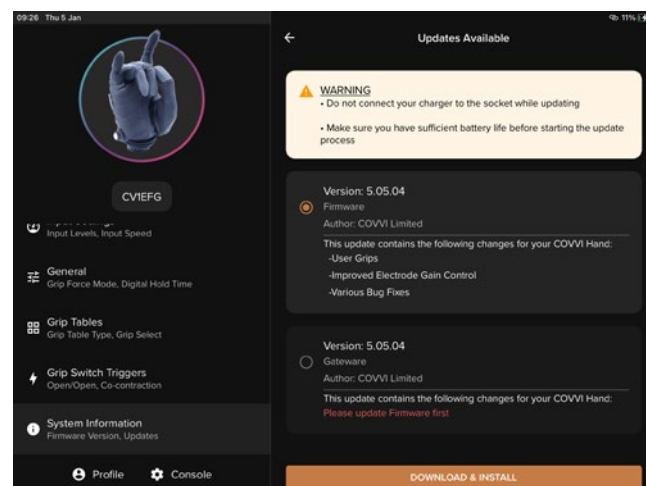 09:26 Thu 5 Jan
11%
CV1EFG
Input Levels, Input Speed
General
Grip Force Mode, Digital Hold Time
Grip Tables
Grip Table Type, Grip Select
Grip Switch Triggers
Open/Open, Co-contraction
System Information
Firmware Version, Updates
Profile
Console
Updates Available
WARNING
• Do not connect your charger to the socket while updating
• Make sure you have sufficient battery life before starting the update
process
Version: 5.05.04
Firmware
Author: COVVI Limited
This update contains the following changes for your COVVI Hand:
-User Grips
-Improved Electrode Gain Control
-Various Bug Fixes
Version: 5.05.04
Gateware
Author: COVVI Limited
This update contains the following changes for your COVVI Hand:
Please update Firmware first
DOWNLOAD & INSTALL